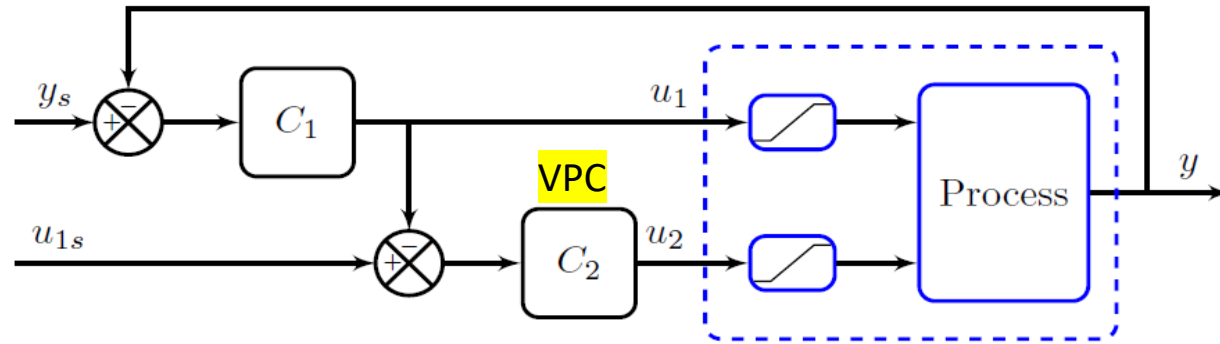 y_s
+
−
C_1
u_1
VPC
u_{1s}
+
−
C_2
u_2
Process
y